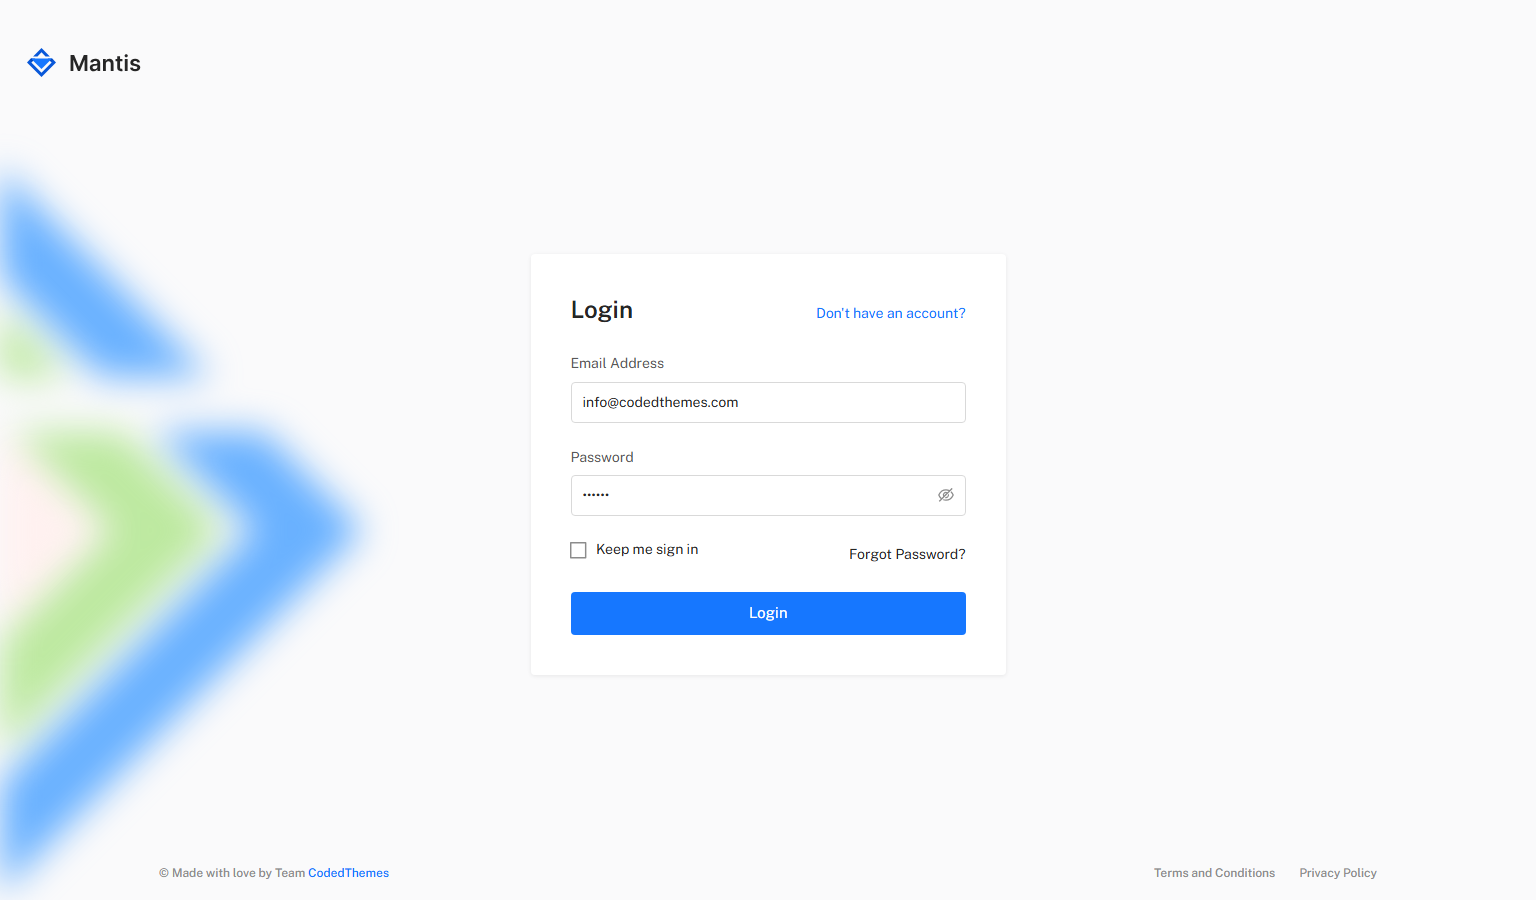 Mantis
Login
Don't have an account?
Email Address
info@codedthemes.com
Password
••••••
Keep me sign in
Forgot Password?
Login
© Made with love by Team CodedThemes
Terms and Conditions
Privacy Policy